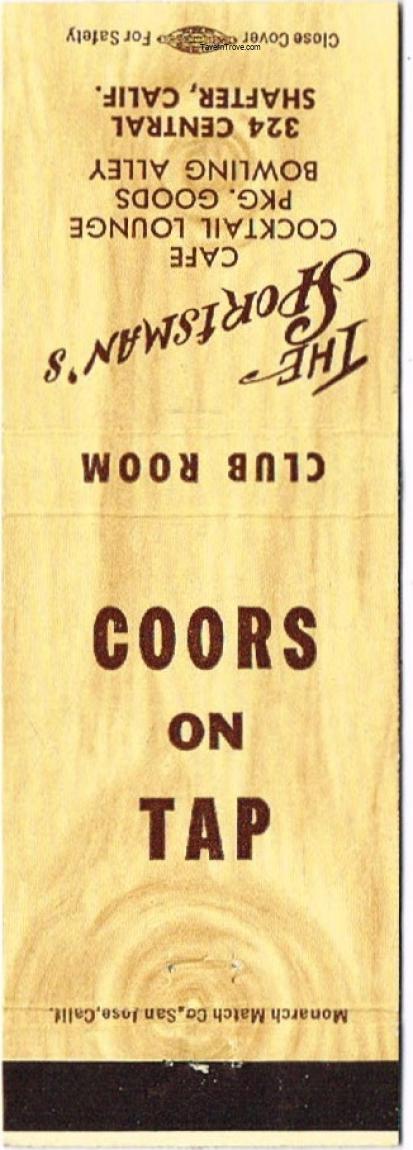 Close Cover For Safety
TavernTrove.com
324 CENTRAL
SHAFTER, CALIF.
CAFE
COCKTAIL LOUNGE
PKG. GOODS
BOWLING ALLEY
THE
SPORTSMAN'S
CLUB ROOM
COORS
ON
TAP
Monarch Match Co., San Jose, Calif.